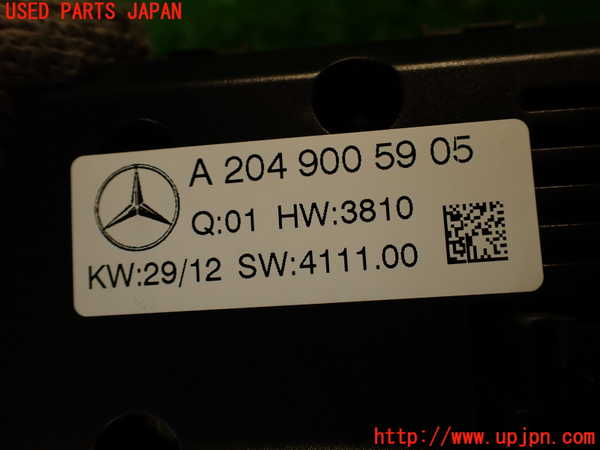 USED PARTS JAPAN
A 204 900 59 05
Q:01 HW:3810
KW:29/12 SW:4111.00
http://www.upjpn.com